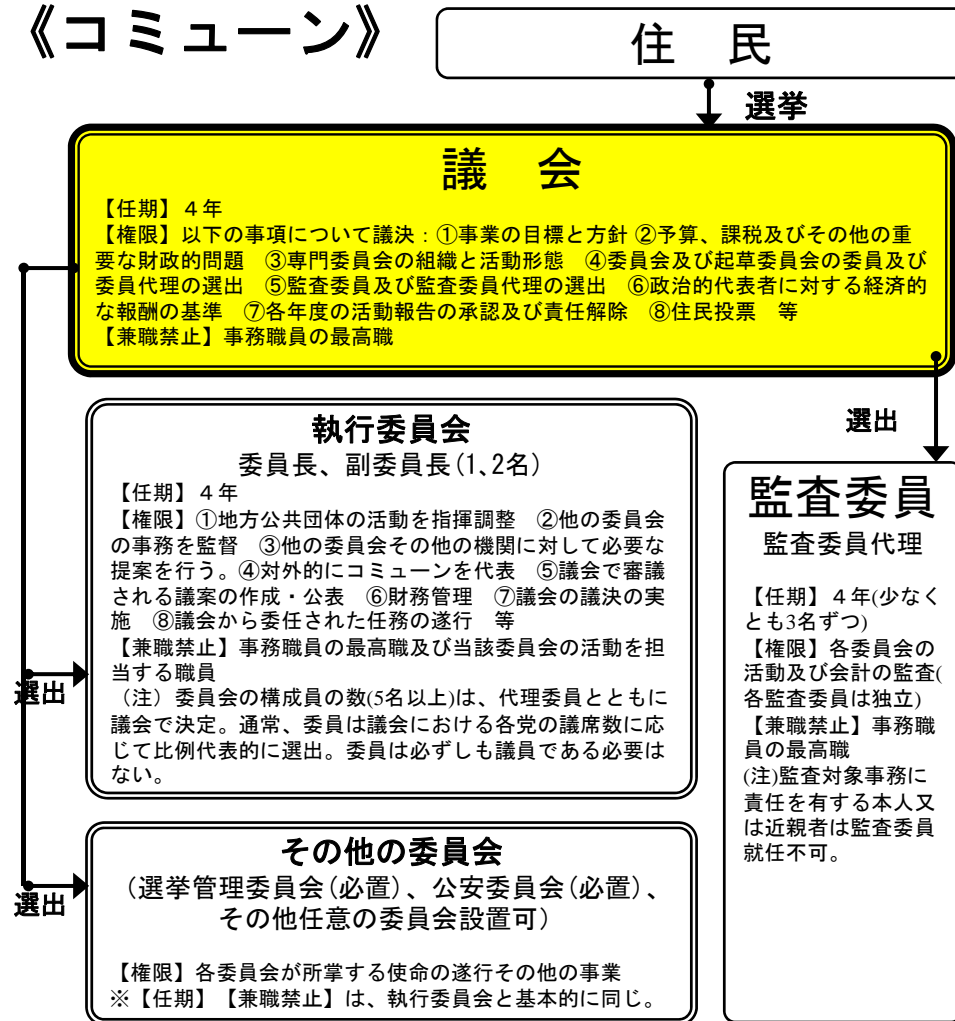 《コミューン》
住　民
選挙
議　会
【任期】４年
【権限】以下の事項について議決：①事業の目標と方針 ②予算、課税及びその他の重
要な財政的問題　③専門委員会の組織と活動形態　④委員会及び起草委員会の委員及び
委員代理の選出　⑤監査委員及び監査委員代理の選出　⑥政治的代表者に対する経済的
な報酬の基準　⑦各年度の活動報告の承認及び責任解除　⑧住民投票　等
【兼職禁止】事務職員の最高職
選出
執行委員会
委員長、副委員長(1、2名)
【任期】４年
【権限】①地方公共団体の活動を指揮調整　②他の委員会
の事務を監督　③他の委員会その他の機関に対して必要な
提案を行う。④対外的にコミューンを代表　⑤議会で審議
される議案の作成・公表　⑥財務管理　⑦議会の議決の実
施　⑧議会から委任された任務の遂行　等
【兼職禁止】事務職員の最高職及び当該委員会の活動を担
当する職員
（注）委員会の構成員の数(5名以上)は、代理委員とともに
議会で決定。通常、委員は議会における各党の議席数に応
じて比例代表的に選出。委員は必ずしも議員である必要は
ない。
選出
その他の委員会
（選挙管理委員会(必置)、公安委員会(必置)、
その他任意の委員会設置可）
【権限】各委員会が所掌する使命の遂行その他の事業
※【任期】【兼職禁止】は、執行委員会と基本的に同じ。
選出
監査委員
監査委員代理
【任期】４年(少なく
とも3名ずつ)
【権限】各委員会の
活動及び会計の監査(
各監査委員は独立)
【兼職禁止】事務職
員の最高職
(注)監査対象事務に
責任を有する本人又
は近親者は監査委員
就任不可。